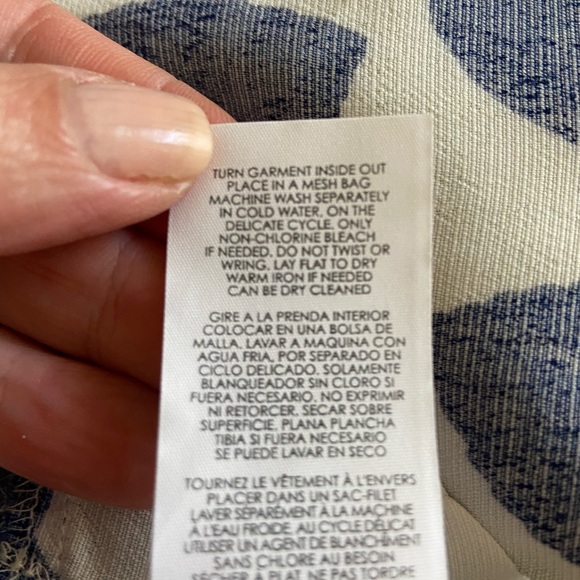 TURN GARMENT INSIDE OUT
PLACE IN A MESH BAG
MACHINE WASH SEPARATELY
IN COLD WATER, ON THE
DELICATE CYCLE, ONLY
NON-CHLORINE BLEACH
IF NEEDED. DO NOT TWIST OR
WRING. LAY FLAT TO DRY
WARM IRON IF NEEDED
CAN BE DRY CLEANED
GIRE A LA PRENDA INTERIOR
COLOCAR EN UNA BOLSA DE
MALLA. LAVAR A MAQUINA CON
AGUA FRIA, POR SEPARADO EN
CICLO DELICADO. SOLAMENTE
BLANQUEADOR SIN CLORO SI
FUERA NECESARIO. NO EXPRIMIR
NI RETORCER. SECAR SOBRE
SUPERFICIE, PLANA PLANCHA
TIBIA SI FUERA NECESARIO
SE PUEDE LAVAR EN SECO
TOURNEZ LE VÊTEMENT À L'ENVERS
PLACER DANS UN SAC-FILET
LAVER SÉPARÉMENT À LA MACHINE
À L'EAU FROIDE, AU CYCLE DÉLICAT
UTILISER UN AGENT DE BLANCHIMENT
SANS CHLORE AU BESOIN
SÉCHER À PLAT, NE PAS TORDRE